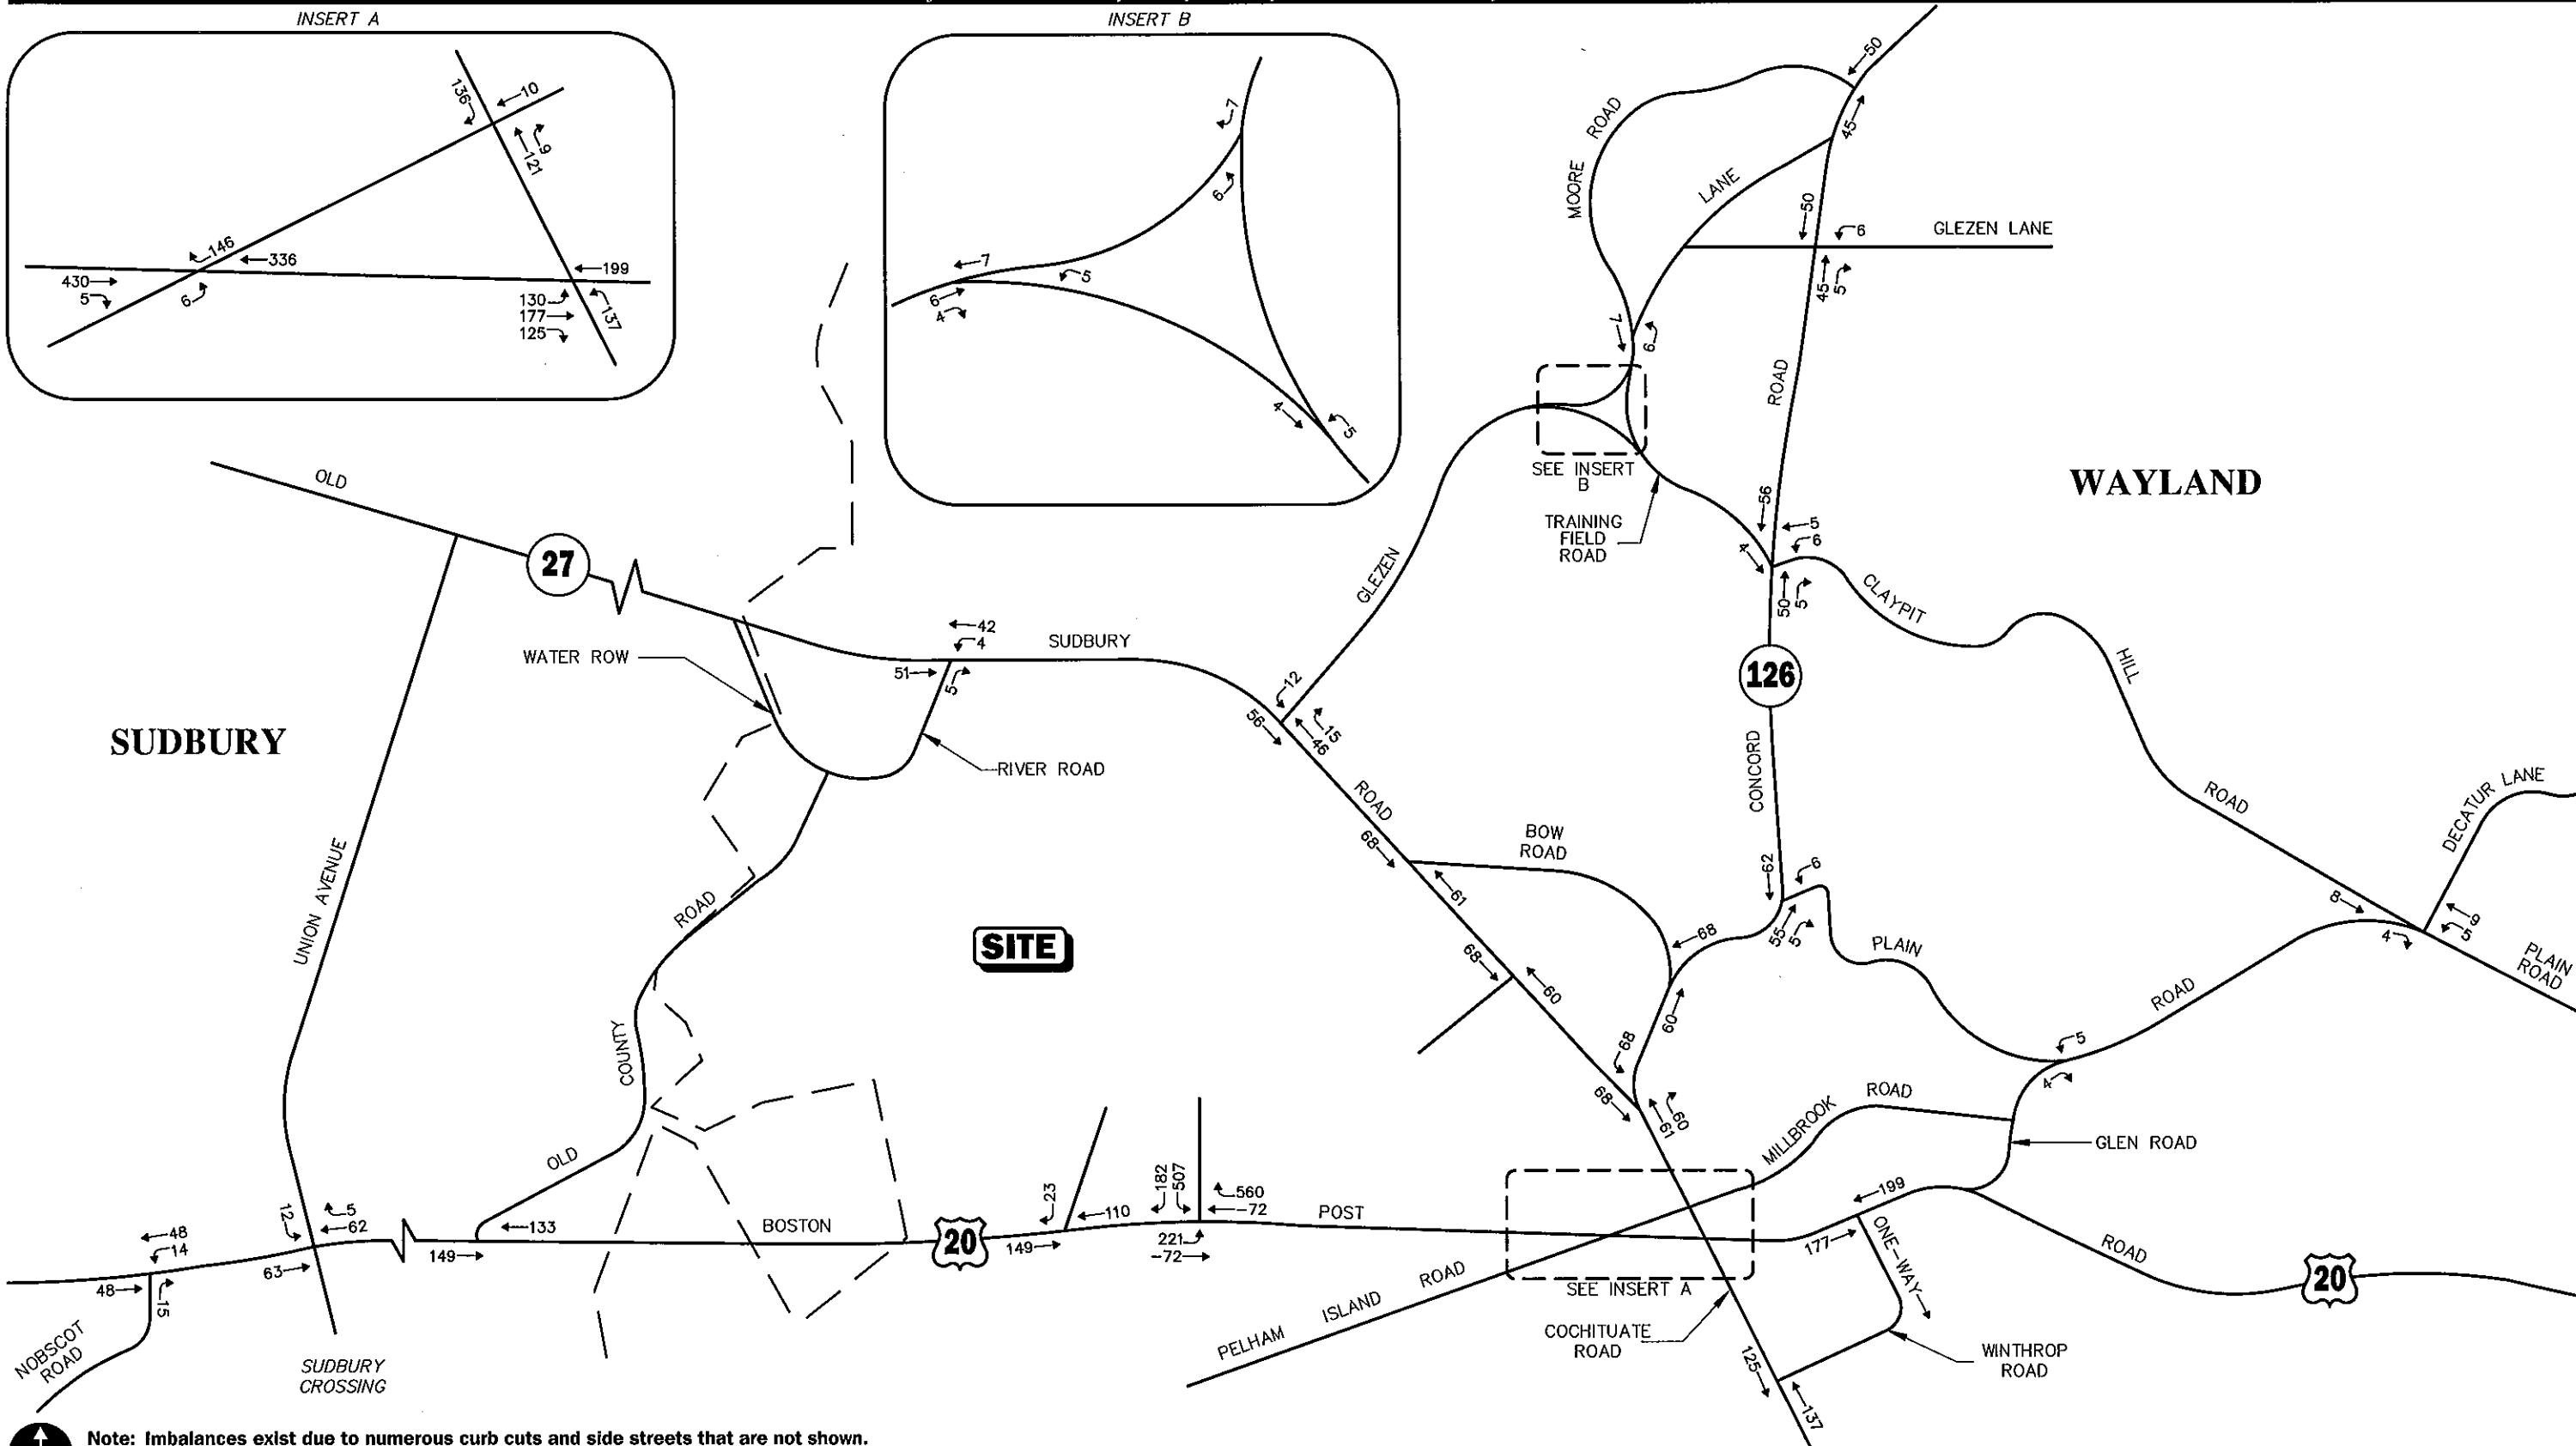 INSERT A
136
10
9
121
146
336
199
430
5
6
130
177
125
137
INSERT B
7
6
7
5
6
4
4
5
50
45
MOORE
ROAD
LANE
50
6
GLEZEN LANE
45
5
7
6
ROAD
SEE INSERT
B
WAYLAND
TRAINING
FIELD
ROAD
56
5
6
4
50
5
CLAYPIT
HILL
ROAD
OLD
27
WATER ROW
42
4
SUDBURY
51
5
RIVER ROAD
GLEZEN
12
56
15
46
126
SUDBURY
ROAD
CONCORD
BOW
ROAD
68
61
62
6
55
5
68
DECATUR LANE
8
9
5
4
PLAIN
ROAD
UNION AVENUE
ROAD
SITE
68
60
60
PLAIN
ROAD
COUNTY
68
68
60
61
5
4
MILLBROOK
ROAD
GLEN ROAD
OLD
12
5
62
48
14
48
15
63
149
133
BOSTON
20
149
23
110
182
507
560
-72
221
-72
POST
199
177
ONE-WAY
ROAD
20
SEE INSERT A
PELHAM
ISLAND
ROAD
COCHITUATE
ROAD
WINTHROP
ROAD
125
137
NOBSCOT
ROAD
SUDBURY
CROSSING
Note: Imbalances exist due to numerous curb cuts and side streets that are not shown.